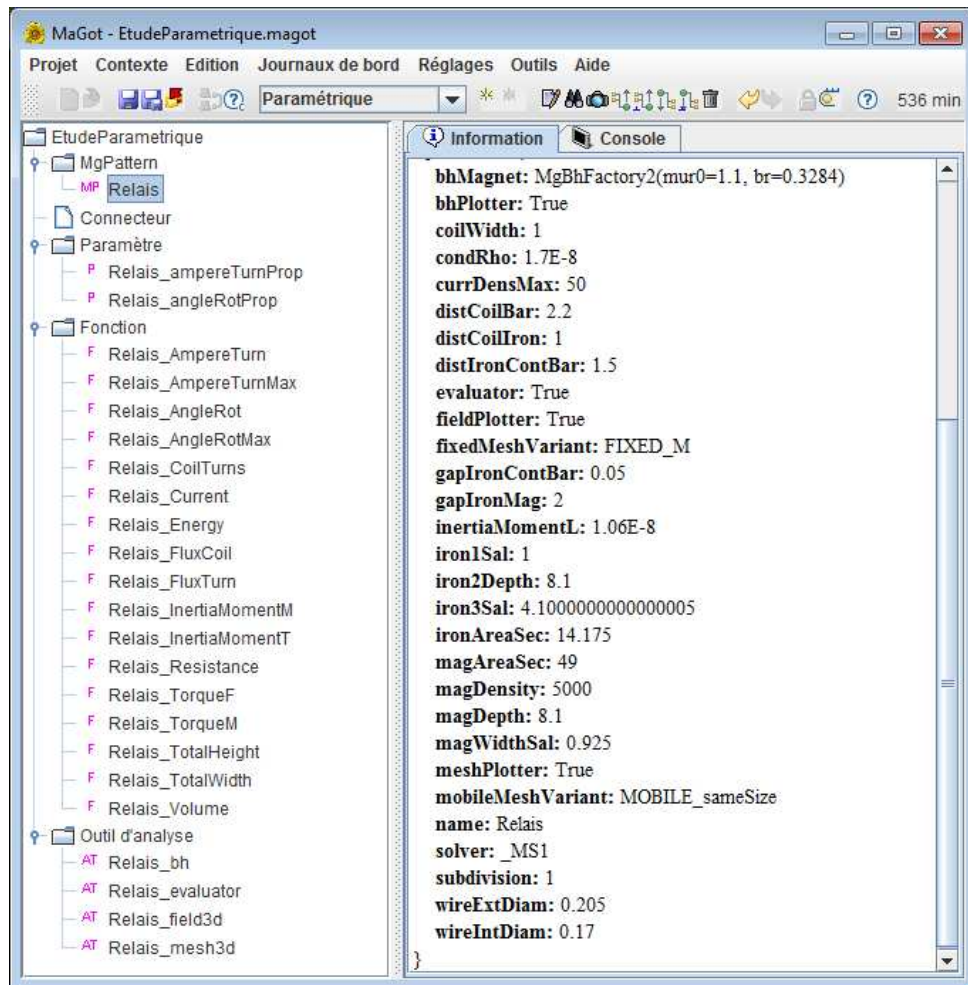 MaGot - EtudeParametrique.magot
Projet Contexte Edition Journaux de bord Réglages Outils Aide
Paramétrique 536 min
EtudeParametrique
MgPattern
MP Relais
Connecteur
Paramètre
P Relais_ampereTurnProp
P Relais_angleRotProp
Fonction
F Relais_AmpereTurn
F Relais_AmpereTurnMax
F Relais_AngleRot
F Relais_AngleRotMax
F Relais_CoilTurns
F Relais_Current
F Relais_Energy
F Relais_FluxCoil
F Relais_FluxTurn
F Relais_InertiaMomentM
F Relais_InertiaMomentT
F Relais_Resistance
F Relais_TorqueF
F Relais_TorqueM
F Relais_TotalHeight
F Relais_TotalWidth
F Relais_Volume
Outil d'analyse
AT Relais_bh
AT Relais_evaluator
AT Relais_field3d
AT Relais_mesh3d
Information Console
bhMagnet: MgBhFactory2(mur0=1.1, br=0.3284)
bhPlotter: True
coilWidth: 1
condRho: 1.7E-8
currDensMax: 50
distCoilBar: 2.2
distCoilIron: 1
distIronContBar: 1.5
evaluator: True
fieldPlotter: True
fixedMeshVariant: FIXED_M
gapIronContBar: 0.05
gapIronMag: 2
inertiaMomentL: 1.06E-8
iron1Sal: 1
iron2Depth: 8.1
iron3Sal: 4.1000000000000005
ironAreaSec: 14.175
magAreaSec: 49
magDensity: 5000
magDepth: 8.1
magWidthSal: 0.925
meshPlotter: True
mobileMeshVariant: MOBILE_sameSize
name: Relais
solver: _MS1
subdivision: 1
wireExtDiam: 0.205
wireIntDiam: 0.17
}